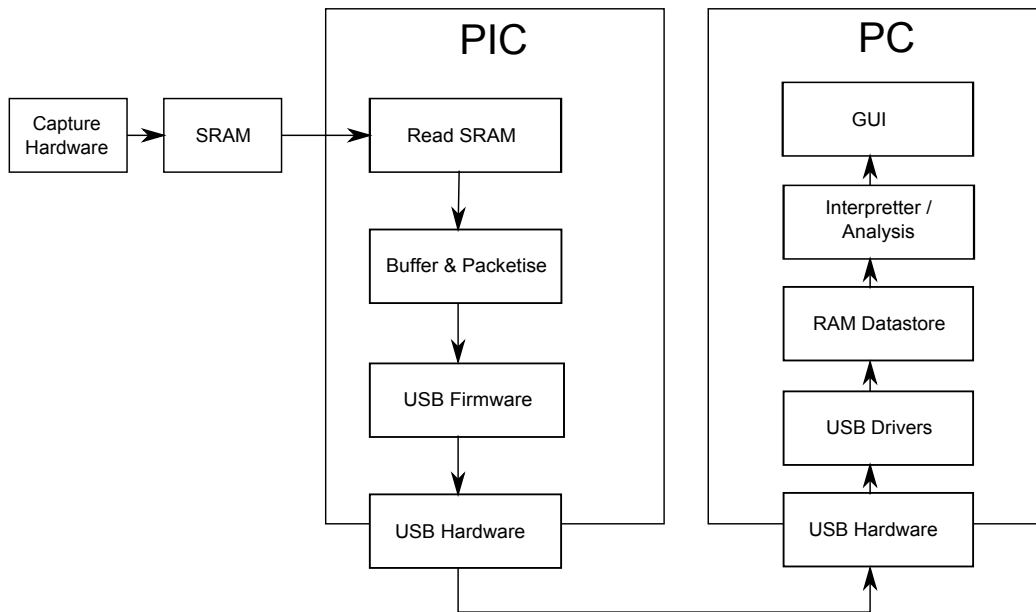 PIC
PC
Capture
Hardware
SRAM
Read SRAM
Buffer & Packetise
USB Firmware
USB Hardware
GUI
Interpretter /
Analysis
RAM Datastore
USB Drivers
USB Hardware